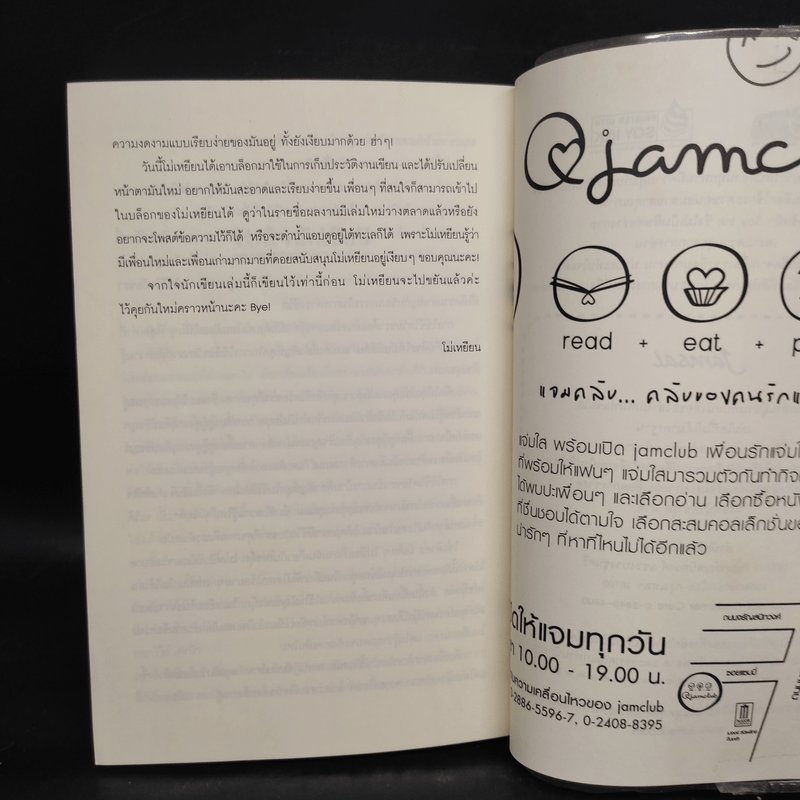 ความงดงามแบบเรียบง่ายของมันอยู่ ทั้งยังเงียบมากด้วย ฮ่าๆ!
วันนี้โม่เหยียนได้เอาบล็อกมาใช้ในการเก็บประวัติงานเขียน และได้ปรับเปลี่ยน
หน้าตามันใหม่ อยากให้มันสะอาดและเรียบง่ายขึ้น เพื่อนๆ ที่สนใจก็สามารถเข้าไป
ในบล็อกของโม่เหยียนได้ ดูว่าในรายชื่อผลงานมีเล่มใหม่วางตลาดแล้วหรือยัง
อยากจะโพสต์ข้อความไว้ก็ได้ หรือจะดำน้ำแอบดูอยู่ใต้ทะเลก็ได้ เพราะโม่เหยียนรู้ว่า
มีเพื่อนใหม่และเพื่อนเก่ามากมายที่คอยสนับสนุนโม่เหยียนอยู่เงียบๆ ขอบคุณนะคะ!
จากใจนักเขียนเล่มนี้ก็เขียนไว้เท่านี้ก่อน โม่เหยียนจะไปขยันแล้วค่ะ
ไว้คุยกันใหม่คราวหน้านะคะ Bye!
โม่เหยียน
jamc
read + eat + p
แจมคลับ... คลับของคนรักแ
แจ่มใส พร้อมเปิด jamclub เพื่อนรักแจ่มใ
ที่พร้อมให้แฟนๆ แจ่มใสมารวมตัวกันทำกิจ
ได้พบปะเพื่อนๆ และเลือกอ่าน เลือกซื้อหนัง
ที่ชื่นชอบได้ตามใจ เลือกสะสมคอลเล็กชั่นขอ
น่ารักๆ ที่หาที่ไหนไม่ได้อีกแล้ว
ให้แจมทุกวัน
10.00 - 19.00 น.
ความเคลื่อนไหวของ jamclub
-2886-5596-7, 0-2408-8395
ถนนจรัญสนิทวงศ์
jamclub